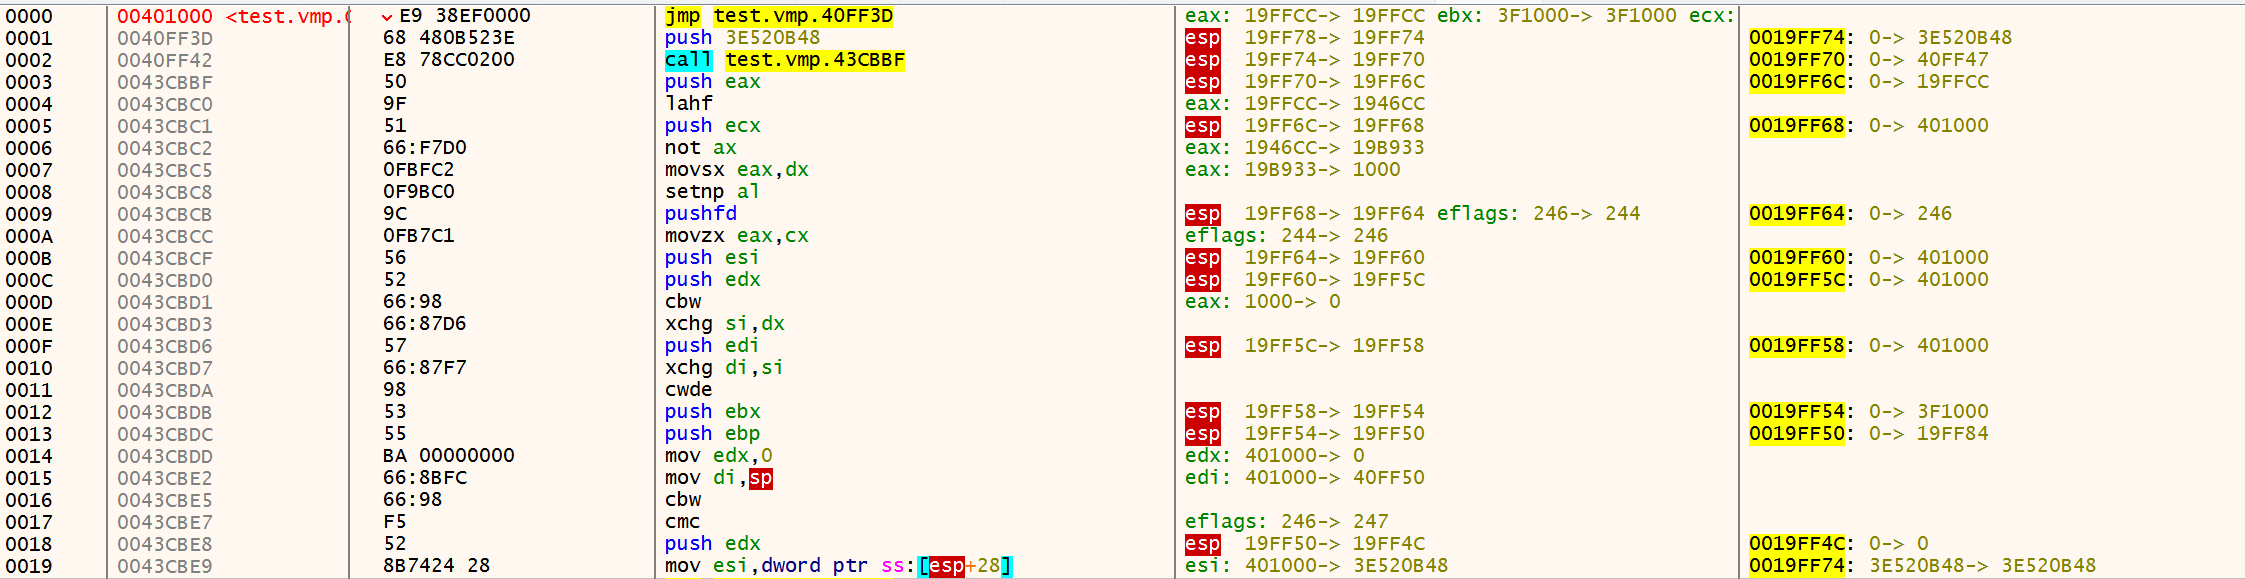 0000 00401000 <test.vmp. E9 38EF0000 jmp test.vmp.40FF3D eax: 19FFCC-> 19FFCC ebx: 3F1000-> 3F1000 ecx:
0001 0040FF3D 68 480B523E push 3E520B48 esp 19FF78-> 19FF74 0019FF74: 0-> 3E520B48
0002 0040FF42 E8 78CC0200 call test.vmp.43CBBF esp 19FF74-> 19FF70 0019FF70: 0-> 40FF47
0003 0043CBBF 50 push eax esp 19FF70-> 19FF6C 0019FF6C: 0-> 19FFCC
0004 0043CBC0 9F lahf eax: 19FFCC-> 1946CC
0005 0043CBC1 51 push ecx esp 19FF6C-> 19FF68 0019FF68: 0-> 401000
0006 0043CBC2 66:F7D0 not ax eax: 1946CC-> 19B933
0007 0043CBC5 0FBFC2 movsx eax,dx eax: 19B933-> 1000
0008 0043CBC8 0F9BC0 setnp al
0009 0043CBCB 9C pushfd esp 19FF68-> 19FF64 eflags: 246-> 244 0019FF64: 0-> 246
000A 0043CBCC 0FB7C1 movzx eax,cx eflags: 244-> 246
000B 0043CBCF 56 push esi esp 19FF64-> 19FF60 0019FF60: 0-> 401000
000C 0043CBD0 52 push edx esp 19FF60-> 19FF5C 0019FF5C: 0-> 401000
000D 0043CBD1 66:98 cbw eax: 1000-> 0
000E 0043CBD3 66:87D6 xchg si,dx
000F 0043CBD6 57 push edi esp 19FF5C-> 19FF58 0019FF58: 0-> 401000
0010 0043CBD7 66:87F7 xchg di,si
0011 0043CBDA 98 cwde
0012 0043CBDB 53 push ebx esp 19FF58-> 19FF54 0019FF54: 0-> 3F1000
0013 0043CBDC 55 push ebp esp 19FF54-> 19FF50 0019FF50: 0-> 19FF84
0014 0043CBDD BA 00000000 mov edx,0 edx: 401000-> 0
0015 0043CBE2 66:8BFC mov di,sp edi: 401000-> 40FF50
0016 0043CBE5 66:98 cbw
0017 0043CBE7 F5 cmc eflags: 246-> 247
0018 0043CBE8 52 push edx esp 19FF50-> 19FF4C 0019FF4C: 0-> 0
0019 0043CBE9 8B7424 28 mov esi,dword ptr ss:[esp+28] esi: 401000-> 3E520B48 0019FF74: 3E520B48-> 3E520B48